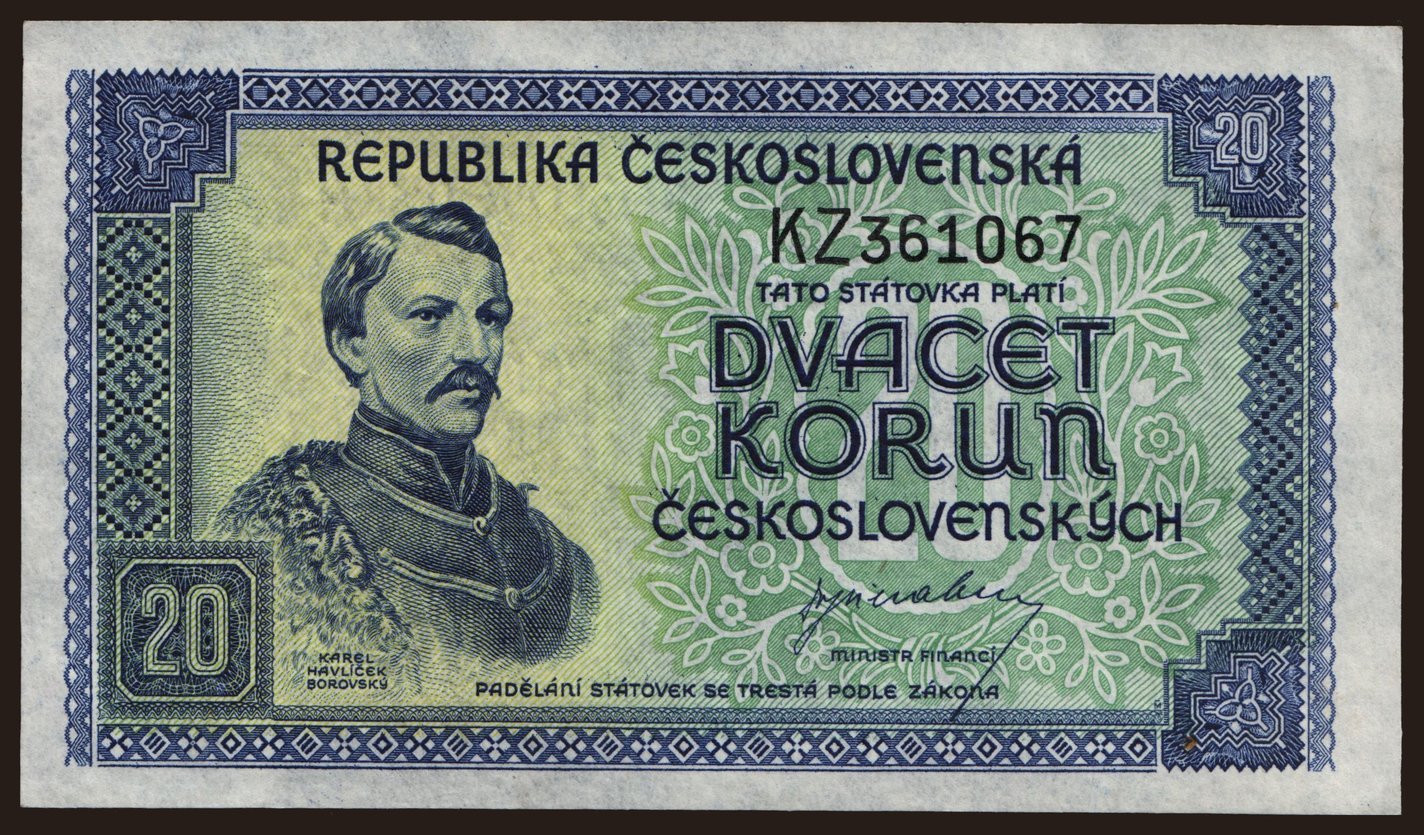 20
REPUBLIKA ČESKOSLOVENSKÁ
KZ361067
TATO STÁTOVKA PLATÍ
DVACET
KORUN
ČESKOSLOVENSKÝCH
20
MINISTR FINANCÍ
20
KAREL
HAVLÍČEK
BOROVSKÝ
PADĚLÁNÍ STÁTOVEK SE TRESTÁ PODLE ZÁKONA